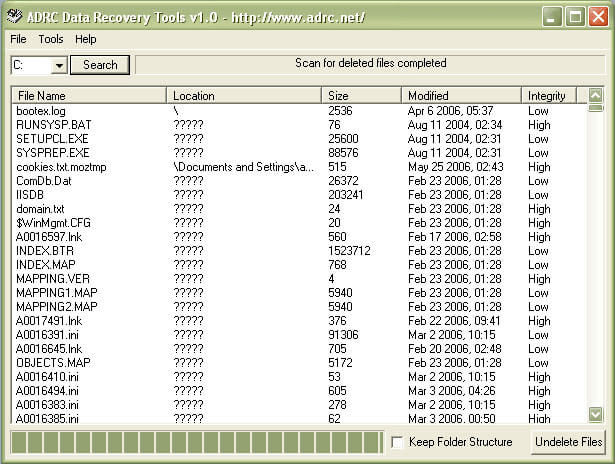 ADRC Data Recovery Tools v1.0 - http://www.adrc.net/
File Tools Help
C: Search Scan for deleted files completed
File Name Location Size Modified Integrity
bootex.log \ 2536 Apr 6 2006, 05:37 Low
RUNSYSP.BAT ????? 76 Aug 11 2004, 02:34 High
SETUPCL.EXE ????? 25600 Aug 11 2004, 02:31 Low
SYSPREP.EXE ????? 88576 Aug 11 2004, 02:31 Low
cookies.txt.moztmp \Documents and Settings\a... 515 May 25 2006, 02:43 High
ComDb.Dat ????? 26372 Feb 23 2006, 01:28 Low
IISDB ????? 203241 Feb 23 2006, 01:28 Low
domain.txt ????? 24 Feb 23 2006, 01:28 High
$WinMgmt.CFG ????? 20 Feb 23 2006, 01:28 High
A0016597.lnk ????? 560 Feb 17 2006, 02:58 High
INDEX.BTR ????? 1523712 Feb 23 2006, 01:28 Low
INDEX.MAP ????? 768 Feb 23 2006, 01:28 Low
MAPPING.VER ????? 4 Feb 23 2006, 01:28 High
MAPPING1.MAP ????? 5940 Feb 23 2006, 01:28 Low
MAPPING2.MAP ????? 5940 Feb 23 2006, 01:28 Low
A0017491.lnk ????? 376 Feb 22 2006, 09:41 High
A0016391.ini ????? 91306 Mar 2 2006, 10:15 Low
A0016645.lnk ????? 705 Feb 20 2006, 02:48 Low
OBJECTS.MAP ????? 5172 Feb 23 2006, 01:28 Low
A0016410.ini ????? 53 Mar 2 2006, 10:15 High
A0016494.ini ????? 605 Mar 3 2006, 04:26 High
A0016383.ini ????? 278 Mar 2 2006, 10:15 High
A0016385.ini ????? 62 Mar 3 2006, 00:50 High
Keep Folder Structure Undelete Files